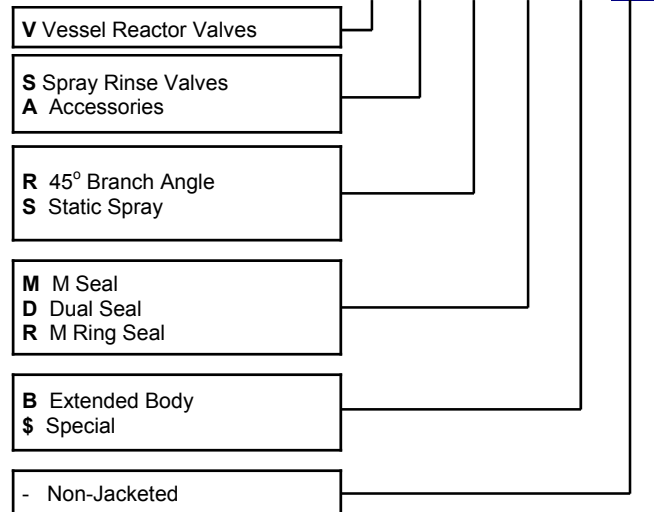 V Vessel Reactor Valves
S Spray Rinse Valves
A Accessories
R 45° Branch Angle
S Static Spray
M M Seal
D Dual Seal
R M Ring Seal
B Extended Body
$ Special
- Non-Jacketed